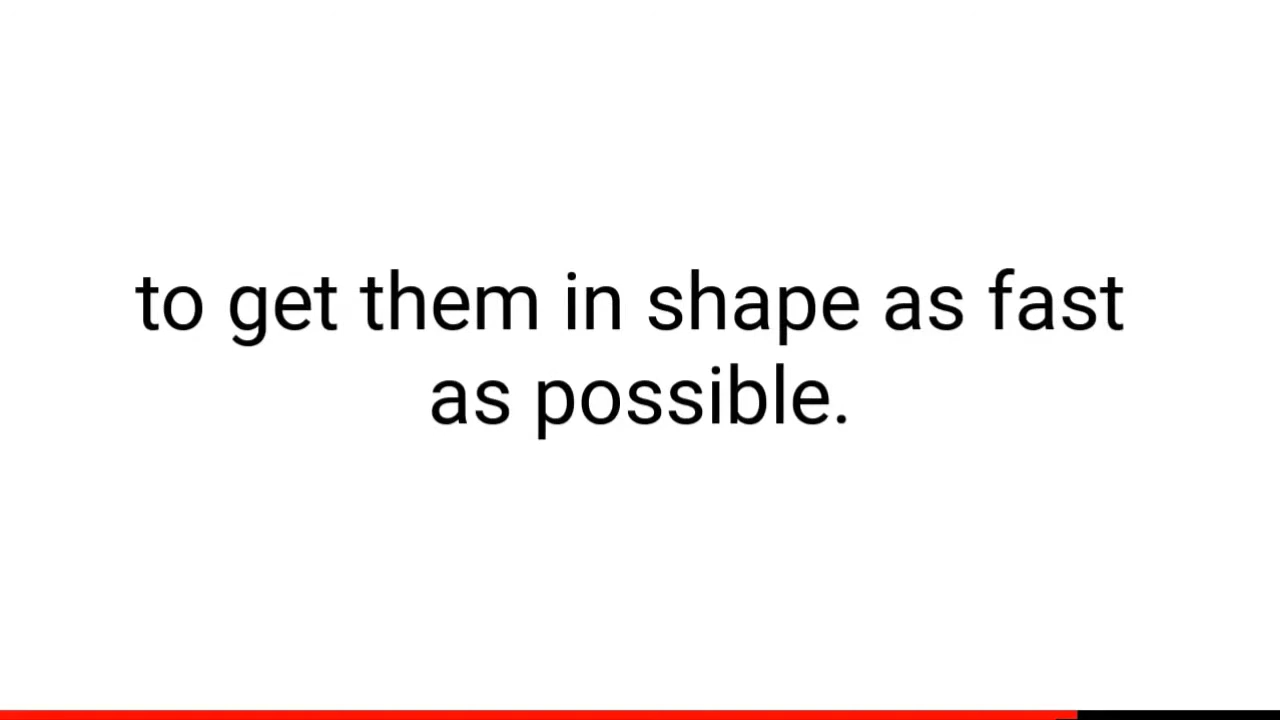 to get them in shape as fast
as possible.